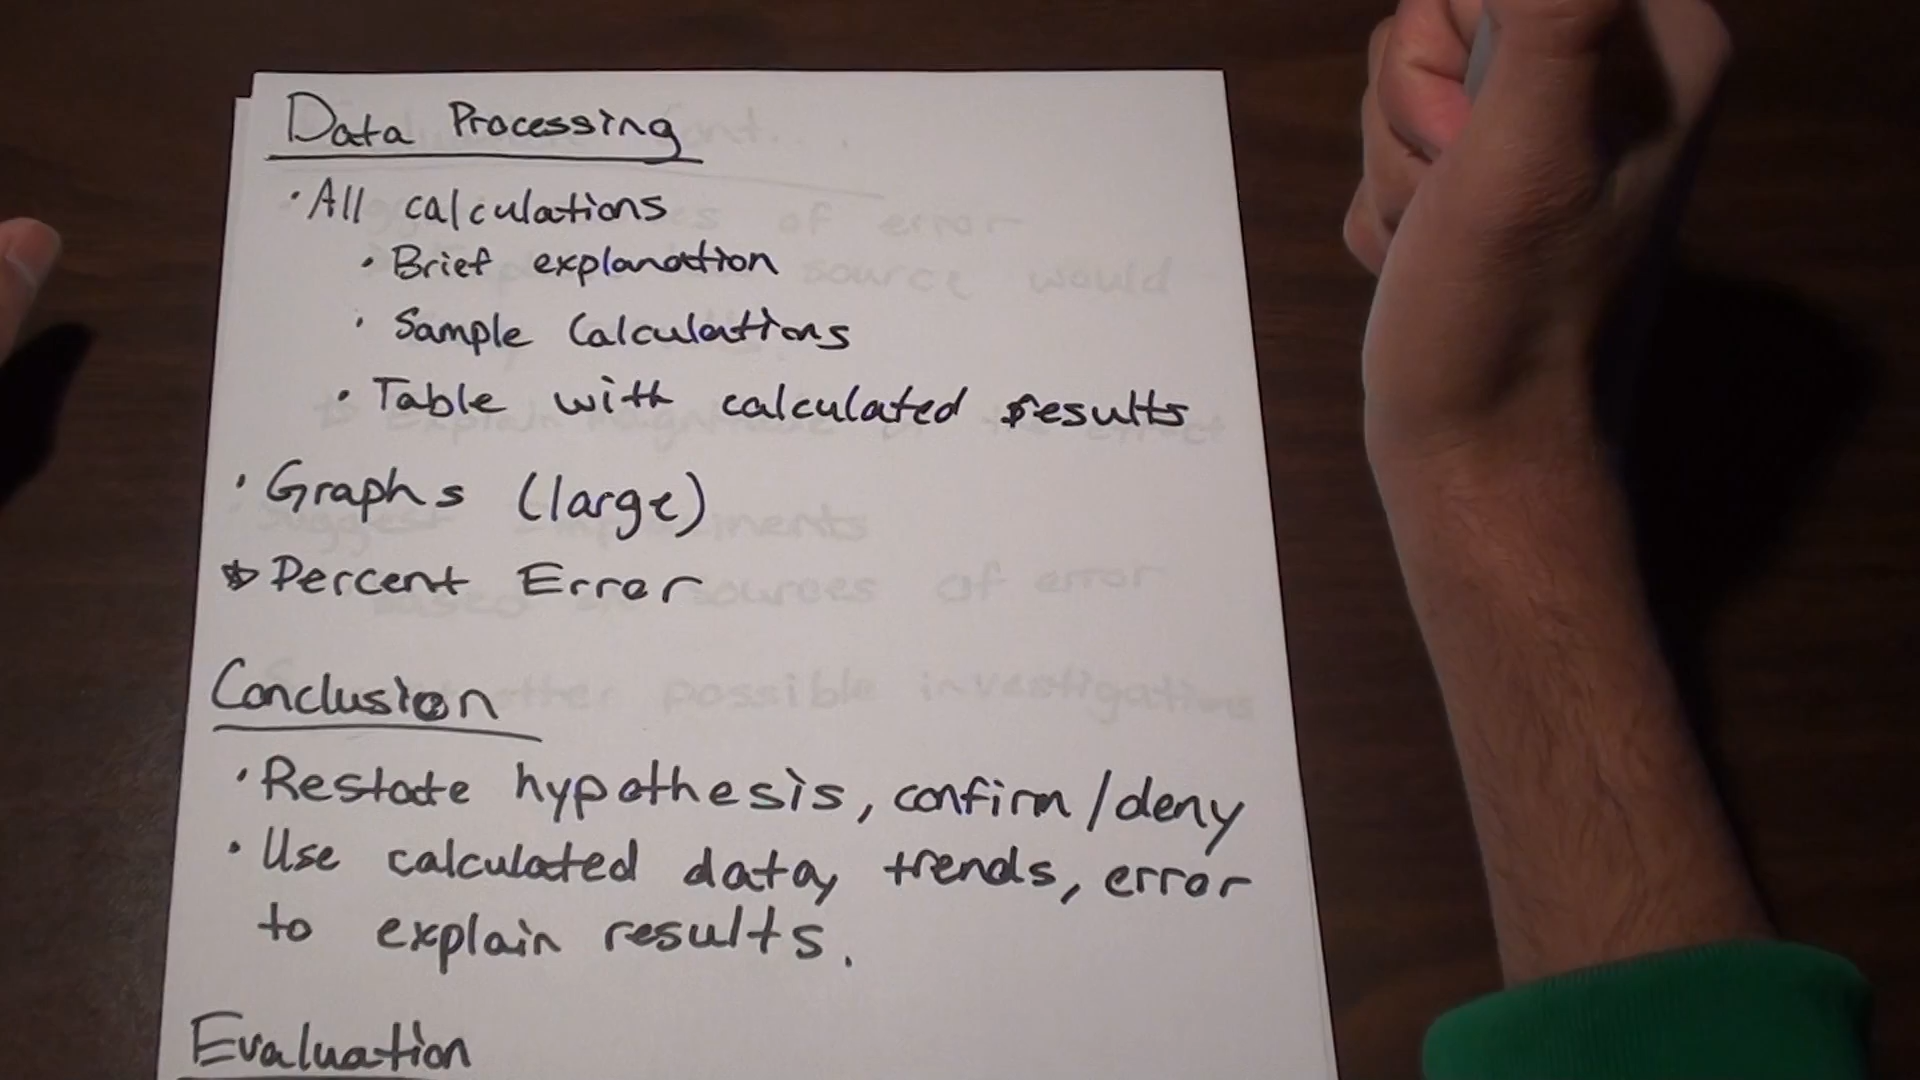 Data Processing
· All calculations
· Brief explanation
· Sample Calculations
· Table with calculated results
· Graphs (large)
Percent Error
Conclusion
· Restate hypothesis, confirm/deny
· Use calculated data, trends, error
to explain results.
Evaluation